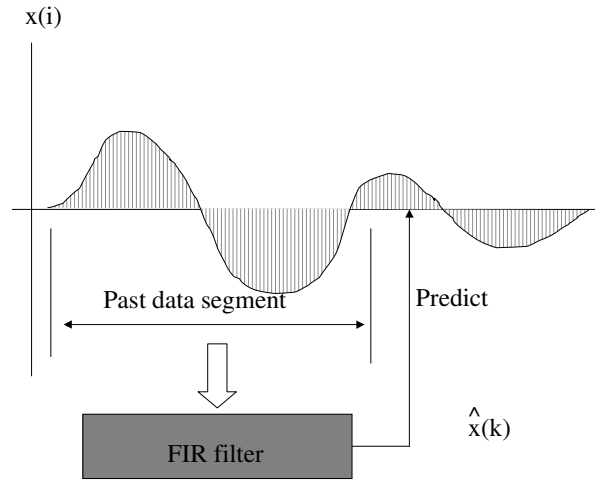 x(i)
Past data segment
Predict
^
x(k)
FIR filter